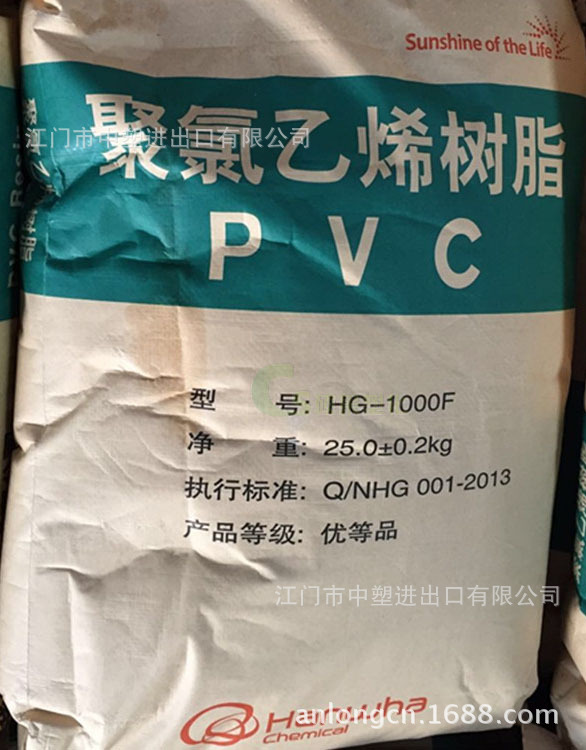 Sunshine of the Life
聚氯乙烯树脂
江门市中塑进出口有限公司
PVC
型 号: HG-1000F
净 重: 25.0±0.2kg
执行标准: Q/NHG 001-2013
产品等级: 优等品
江门市中塑进出口有限公司
Hanwha
Chemical
anlongcn.1688.com